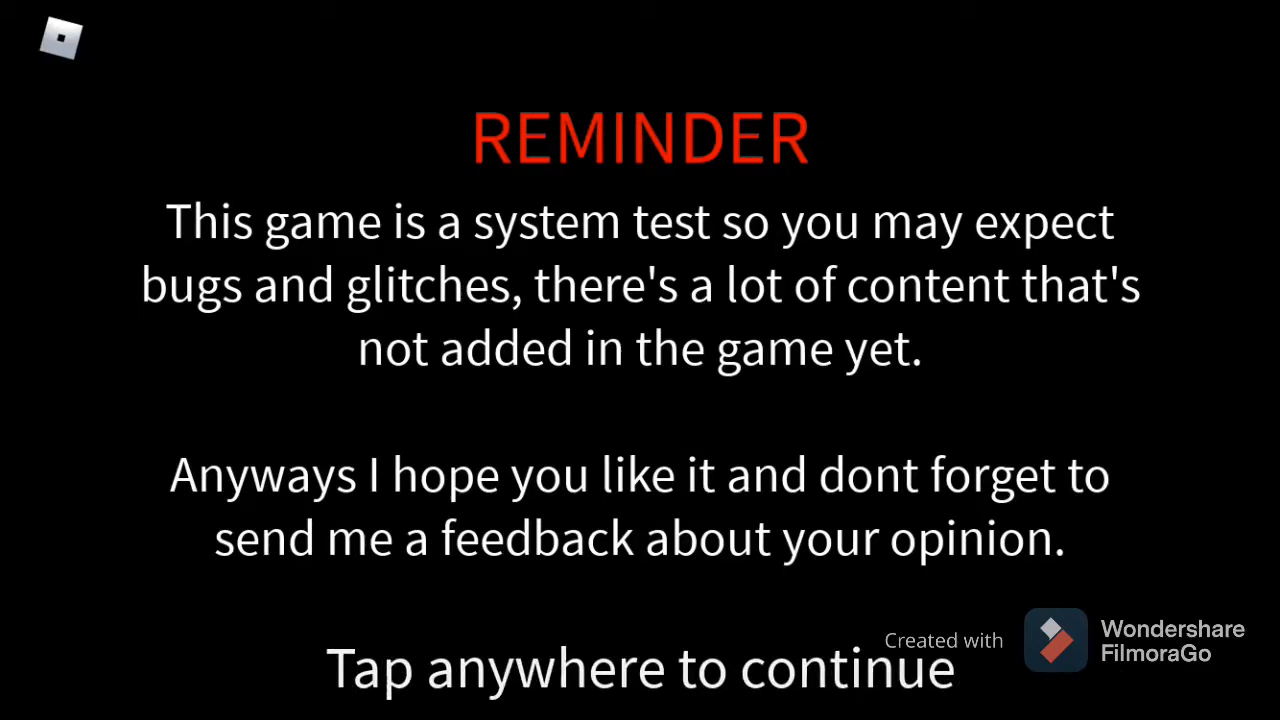 REMINDER
This game is a system test so you may expect
bugs and glitches, there's a lot of content that's
not added in the game yet.
Anyways I hope you like it and dont forget to
send me a feedback about your opinion.
Tap anywhere to continue
Created with
Wondershare
FilmoraGo